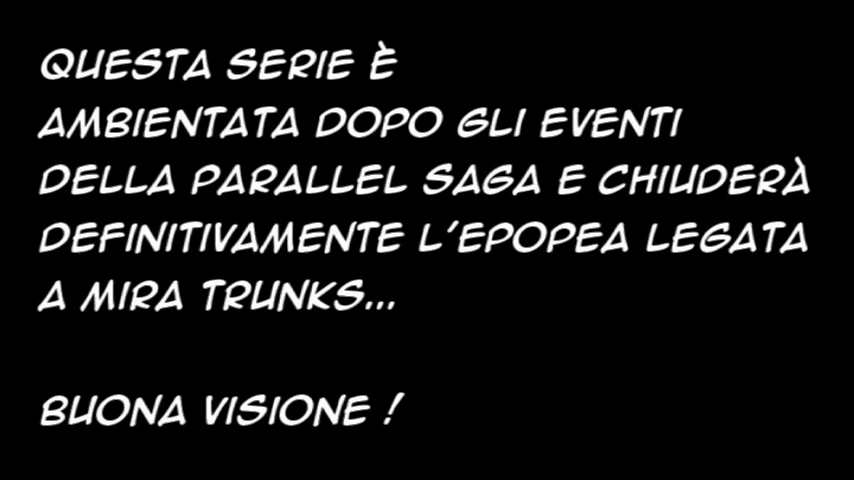 QUESTA SERIE È
AMBIENTATA DOPO GLI EVENTI
DELLA PARALLEL SAGA E CHIUDERÀ
DEFINITIVAMENTE L'EPOPEA LEGATA
A MIRA TRUNKS...
BUONA VISIONE !